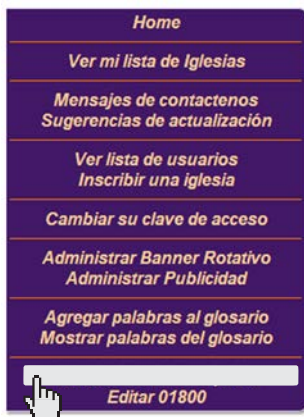 Home
Ver mi lista de Iglesias
Mensajes de contactenos
Sugerencias de actualización
Ver lista de usuarios
Inscribir una iglesia
Cambiar su clave de acceso
Administrar Banner Rotativo
Administrar Publicidad
Agregar palabras al glosario
Mostrar palabras del glosario
Editar 01800